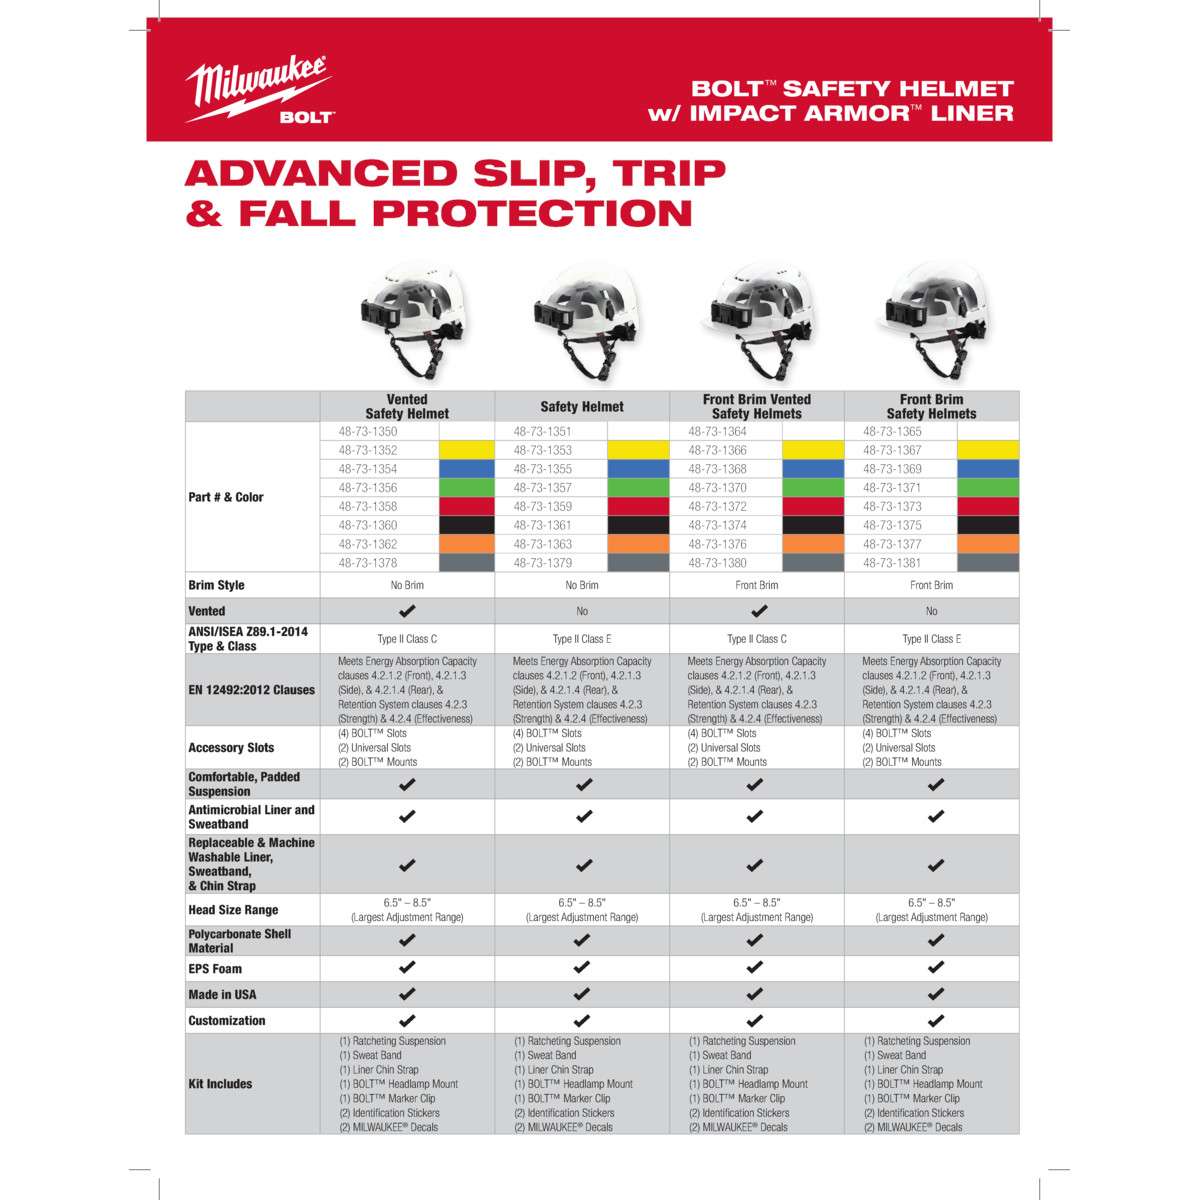 Milwaukee®
BOLT™
BOLT™ SAFETY HELMET
w/ IMPACT ARMOR™ LINER
ADVANCED SLIP, TRIP
& FALL PROTECTION
Vented
Safety Helmet
Safety Helmet
Front Brim Vented
Safety Helmets
Front Brim
Safety Helmets
Part # & Color
48-73-1350 48-73-1351 48-73-1364 48-73-1365
48-73-1352 48-73-1353 48-73-1366 48-73-1367
48-73-1354 48-73-1355 48-73-1368 48-73-1369
48-73-1356 48-73-1357 48-73-1370 48-73-1371
48-73-1358 48-73-1359 48-73-1372 48-73-1373
48-73-1360 48-73-1361 48-73-1374 48-73-1375
48-73-1362 48-73-1363 48-73-1376 48-73-1377
48-73-1378 48-73-1379 48-73-1380 48-73-1381
Brim Style No Brim No Brim Front Brim Front Brim
Vented ✔ No ✔ No
ANSI/ISEA Z89.1-2014
Type & Class
Type II Class C Type II Class E Type II Class C Type II Class E
EN 12492:2012 Clauses
Meets Energy Absorption Capacity
clauses 4.2.1.2 (Front), 4.2.1.3
(Side), & 4.2.1.4 (Rear), &
Retention System clauses 4.2.3
(Strength) & 4.2.4 (Effectiveness)
Meets Energy Absorption Capacity
clauses 4.2.1.2 (Front), 4.2.1.3
(Side), & 4.2.1.4 (Rear), &
Retention System clauses 4.2.3
(Strength) & 4.2.4 (Effectiveness)
Meets Energy Absorption Capacity
clauses 4.2.1.2 (Front), 4.2.1.3
(Side), & 4.2.1.4 (Rear), &
Retention System clauses 4.2.3
(Strength) & 4.2.4 (Effectiveness)
Meets Energy Absorption Capacity
clauses 4.2.1.2 (Front), 4.2.1.3
(Side), & 4.2.1.4 (Rear), &
Retention System clauses 4.2.3
(Strength) & 4.2.4 (Effectiveness)
Accessory Slots
(4) BOLT™ Slots
(2) Universal Slots
(2) BOLT™ Mounts
(4) BOLT™ Slots
(2) Universal Slots
(2) BOLT™ Mounts
(4) BOLT™ Slots
(2) Universal Slots
(2) BOLT™ Mounts
(4) BOLT™ Slots
(2) Universal Slots
(2) BOLT™ Mounts
Comfortable, Padded
Suspension
✔ ✔ ✔ ✔
Antimicrobial Liner and
Sweatband
✔ ✔ ✔ ✔
Replaceable & Machine
Washable Liner,
Sweatband,
& Chin Strap
✔ ✔ ✔ ✔
Head Size Range
6.5" – 8.5"
(Largest Adjustment Range)
6.5" – 8.5"
(Largest Adjustment Range)
6.5" – 8.5"
(Largest Adjustment Range)
6.5" – 8.5"
(Largest Adjustment Range)
Polycarbonate Shell
Material
✔ ✔ ✔ ✔
EPS Foam ✔ ✔ ✔ ✔
Made in USA ✔ ✔ ✔ ✔
Customization ✔ ✔ ✔ ✔
Kit Includes
(1) Ratcheting Suspension
(1) Sweat Band
(1) Liner Chin Strap
(1) BOLT™ Headlamp Mount
(1) BOLT™ Marker Clip
(2) Identification Stickers
(2) MILWAUKEE® Decals
(1) Ratcheting Suspension
(1) Sweat Band
(1) Liner Chin Strap
(1) BOLT™ Headlamp Mount
(1) BOLT™ Marker Clip
(2) Identification Stickers
(2) MILWAUKEE® Decals
(1) Ratcheting Suspension
(1) Sweat Band
(1) Liner Chin Strap
(1) BOLT™ Headlamp Mount
(1) BOLT™ Marker Clip
(2) Identification Stickers
(2) MILWAUKEE® Decals
(1) Ratcheting Suspension
(1) Sweat Band
(1) Liner Chin Strap
(1) BOLT™ Headlamp Mount
(1) BOLT™ Marker Clip
(2) Identification Stickers
(2) MILWAUKEE® Decals